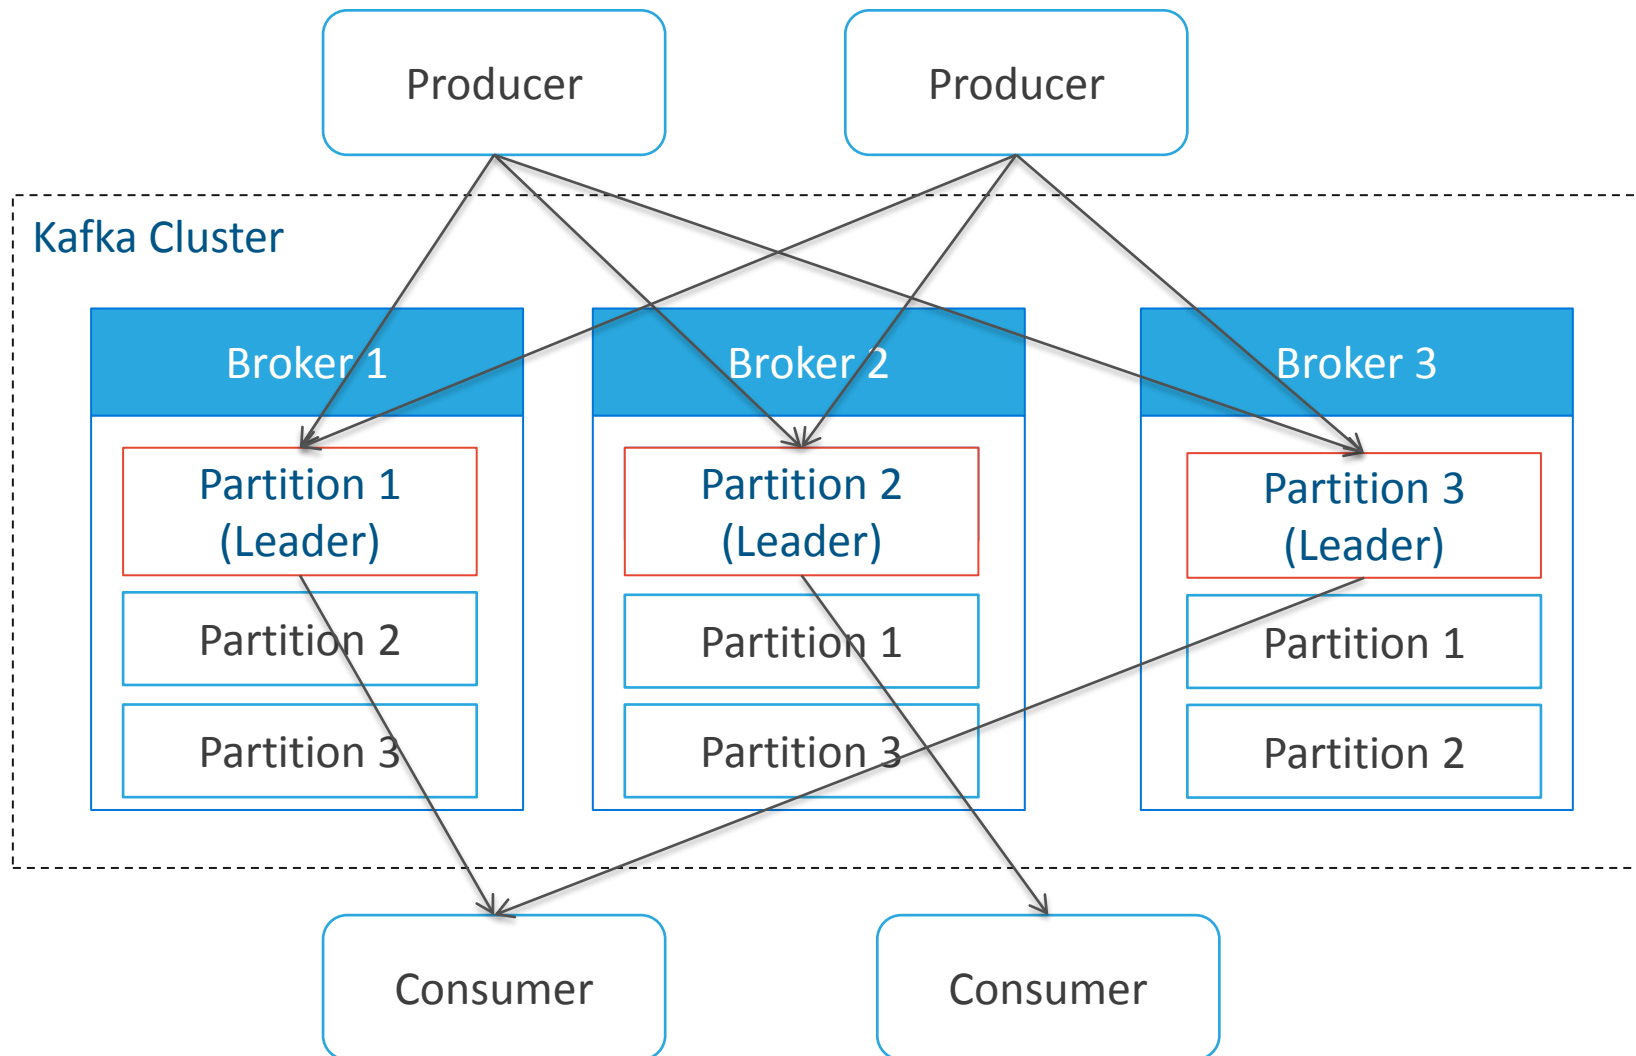 Producer
Producer
Kafka Cluster
Broker 1
Partition 1
(Leader)
Partition 2
Partition 3
Broker 2
Partition 2
(Leader)
Partition 1
Partition 3
Broker 3
Partition 3
(Leader)
Partition 1
Partition 2
Consumer
Consumer